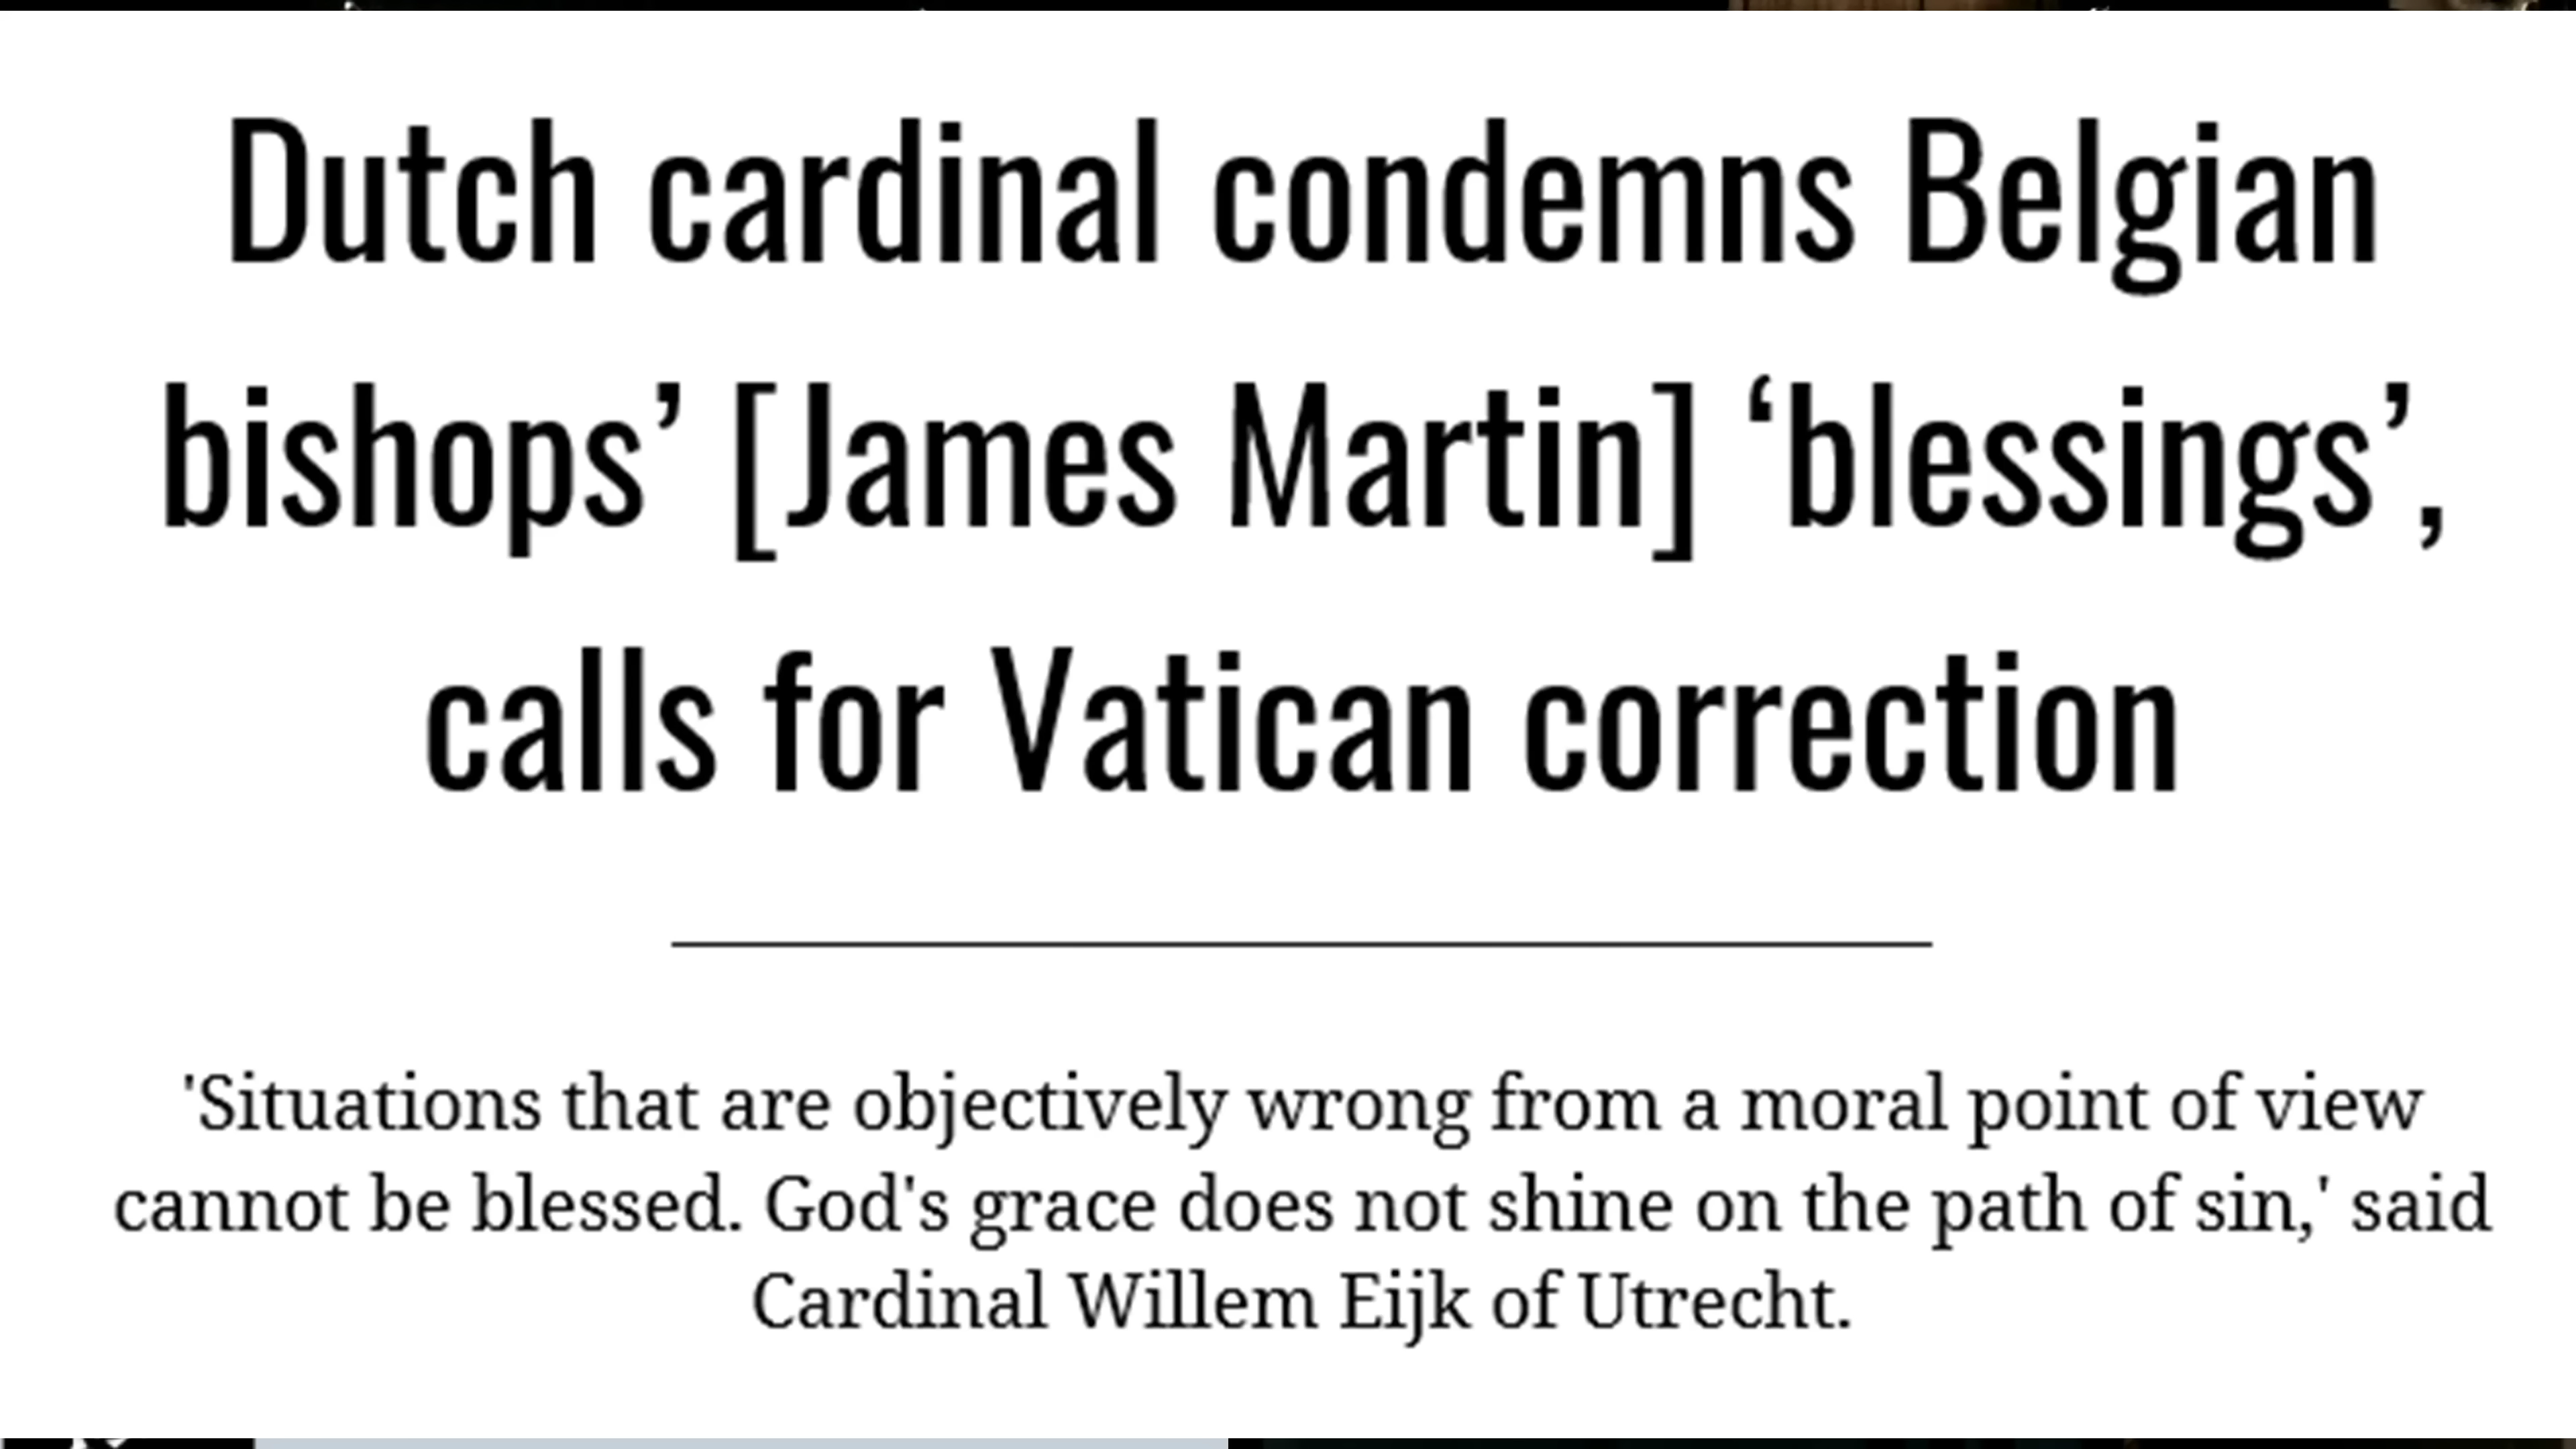 Dutch cardinal condemns Belgian
bishops’ [James Martin] ‘blessings’,
calls for Vatican correction
'Situations that are objectively wrong from a moral point of view
cannot be blessed. God's grace does not shine on the path of sin,' said
Cardinal Willem Eijk of Utrecht.